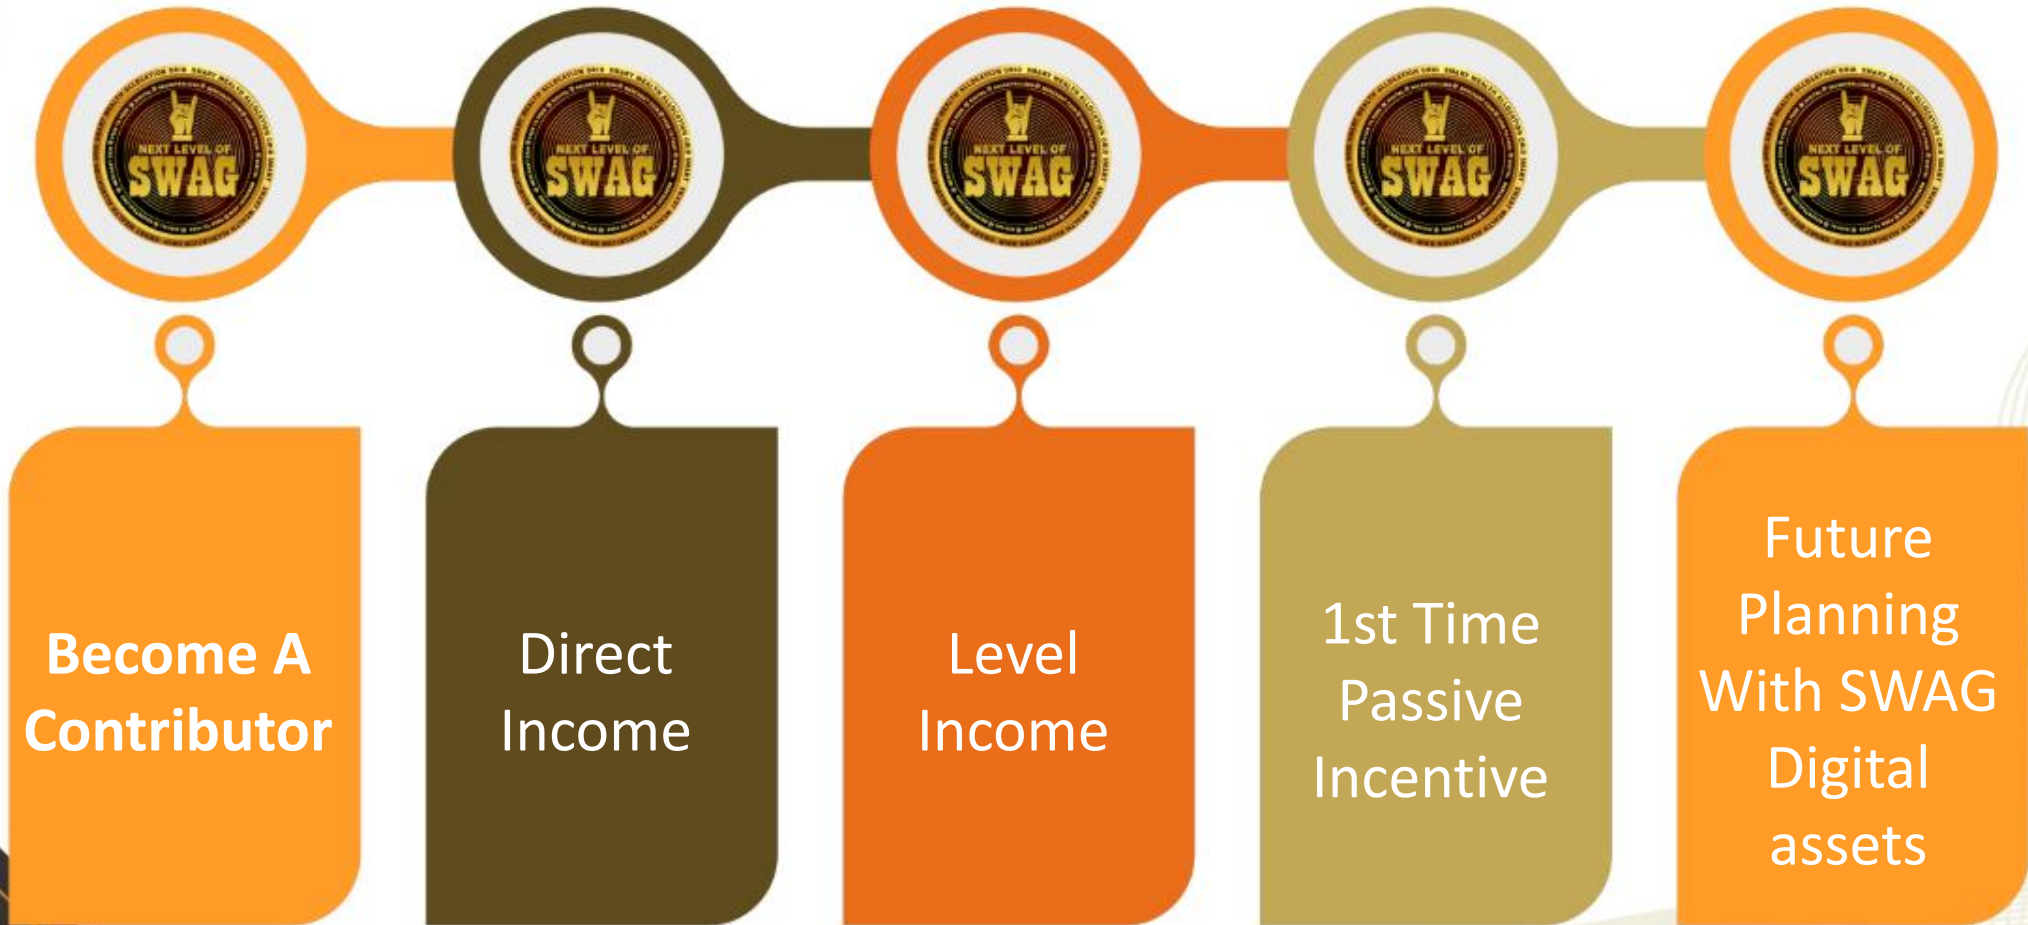 NEXT LEVEL OF
SWAG
NEXT LEVEL OF
SWAG
NEXT LEVEL OF
SWAG
NEXT LEVEL OF
SWAG
NEXT LEVEL OF
SWAG
Become A
Contributor
Direct
Income
Level
Income
1st Time
Passive
Incentive
Future
Planning
With SWAG
Digital
assets